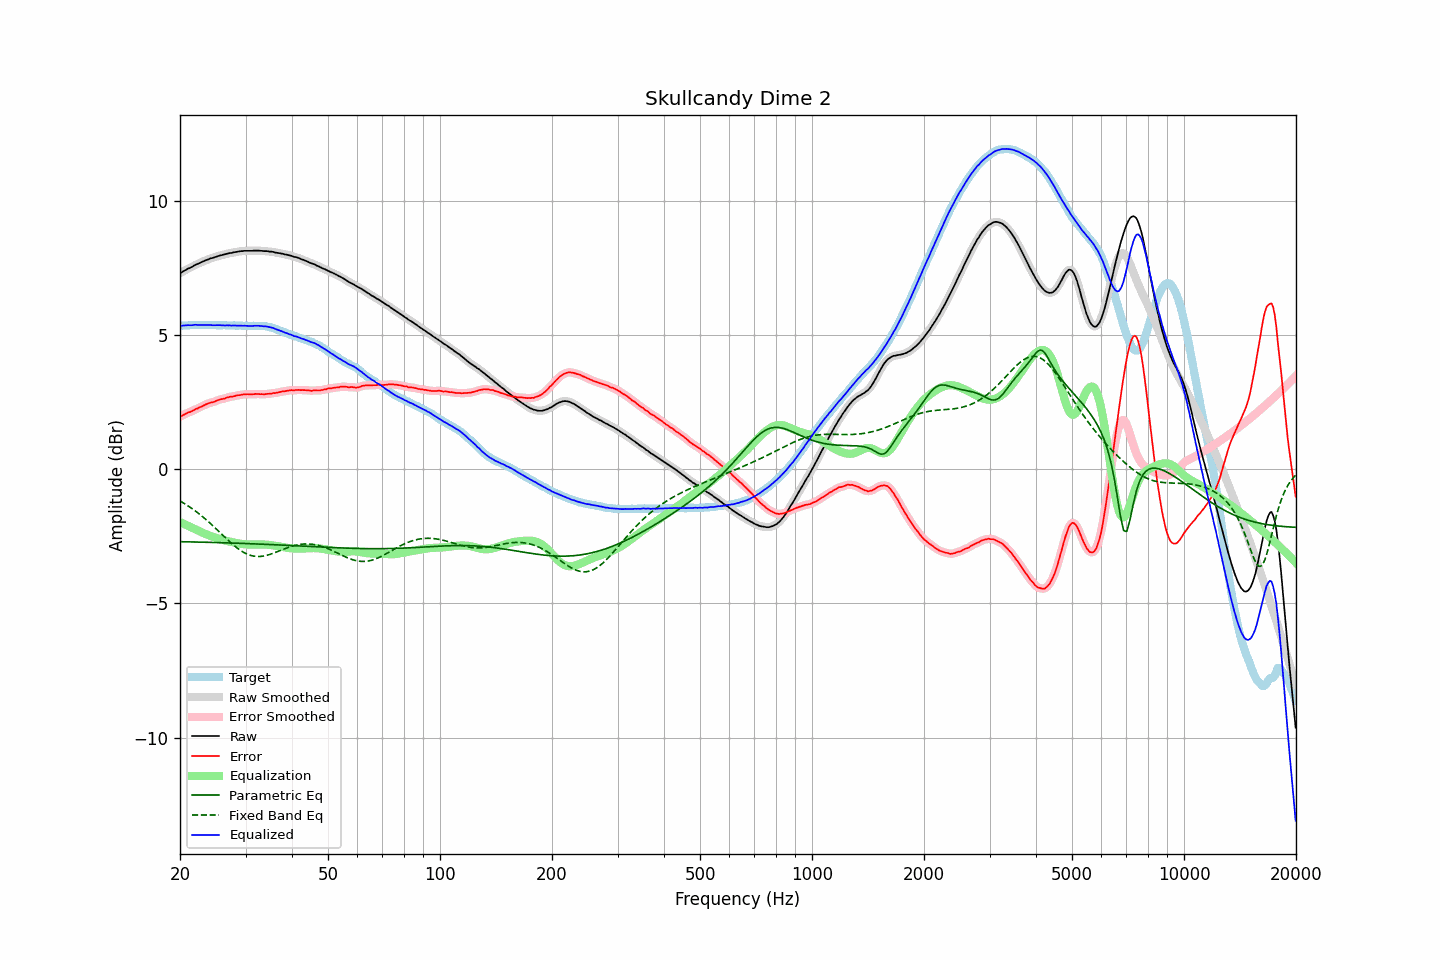 Skullcandy Dime 2
Amplitude (dBr)
10
5
0
−5
−10
Target
Raw Smoothed
Error Smoothed
Raw
Error
Equalization
Parametric Eq
Fixed Band Eq
Equalized
20 50 100 200 500 1000 2000 5000 10000 20000
Frequency (Hz)